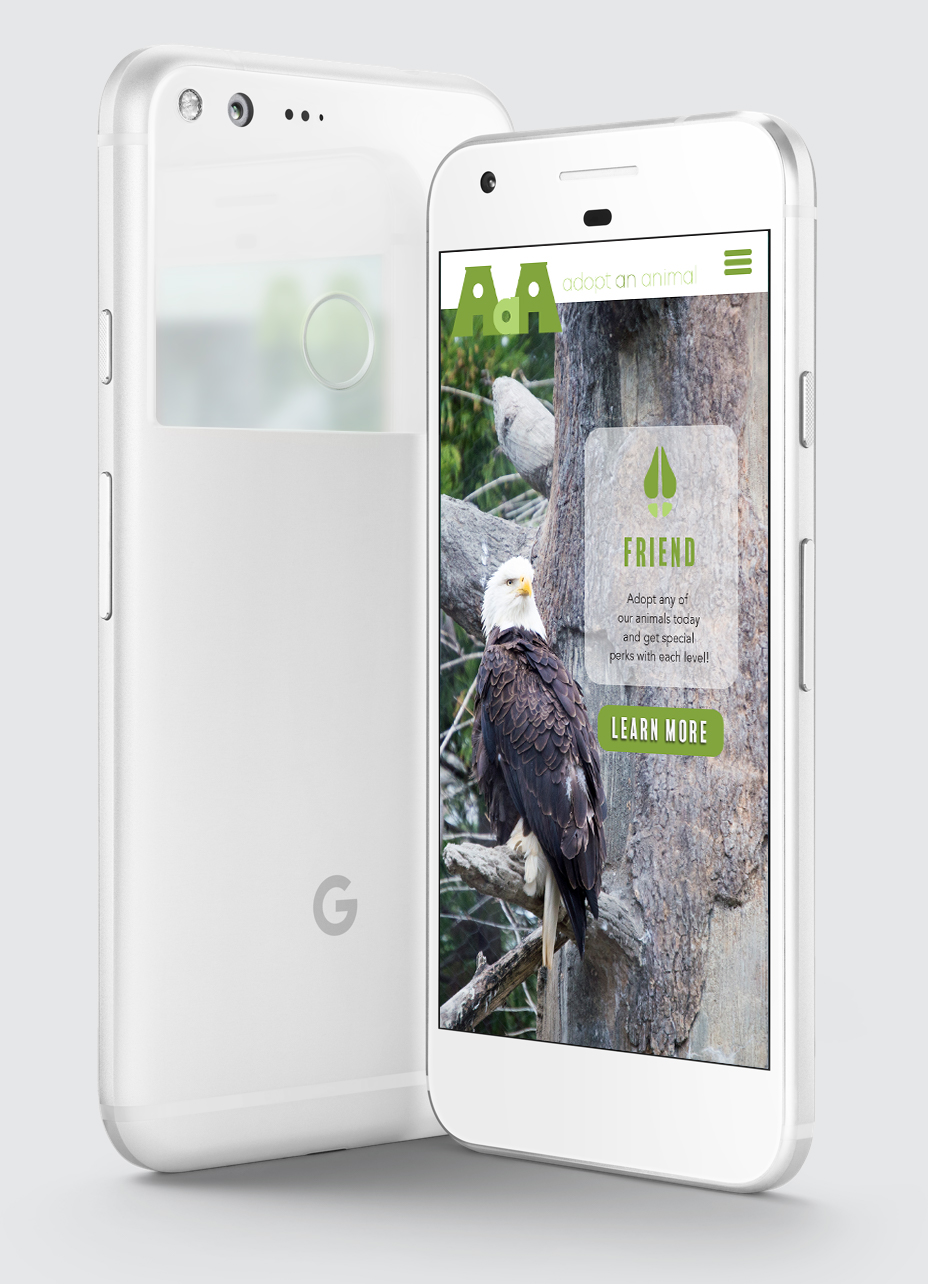 AaA adopt an animal
FRIEND
Adopt any of
our animals today
and get special
perks with each level!
LEARN MORE
G